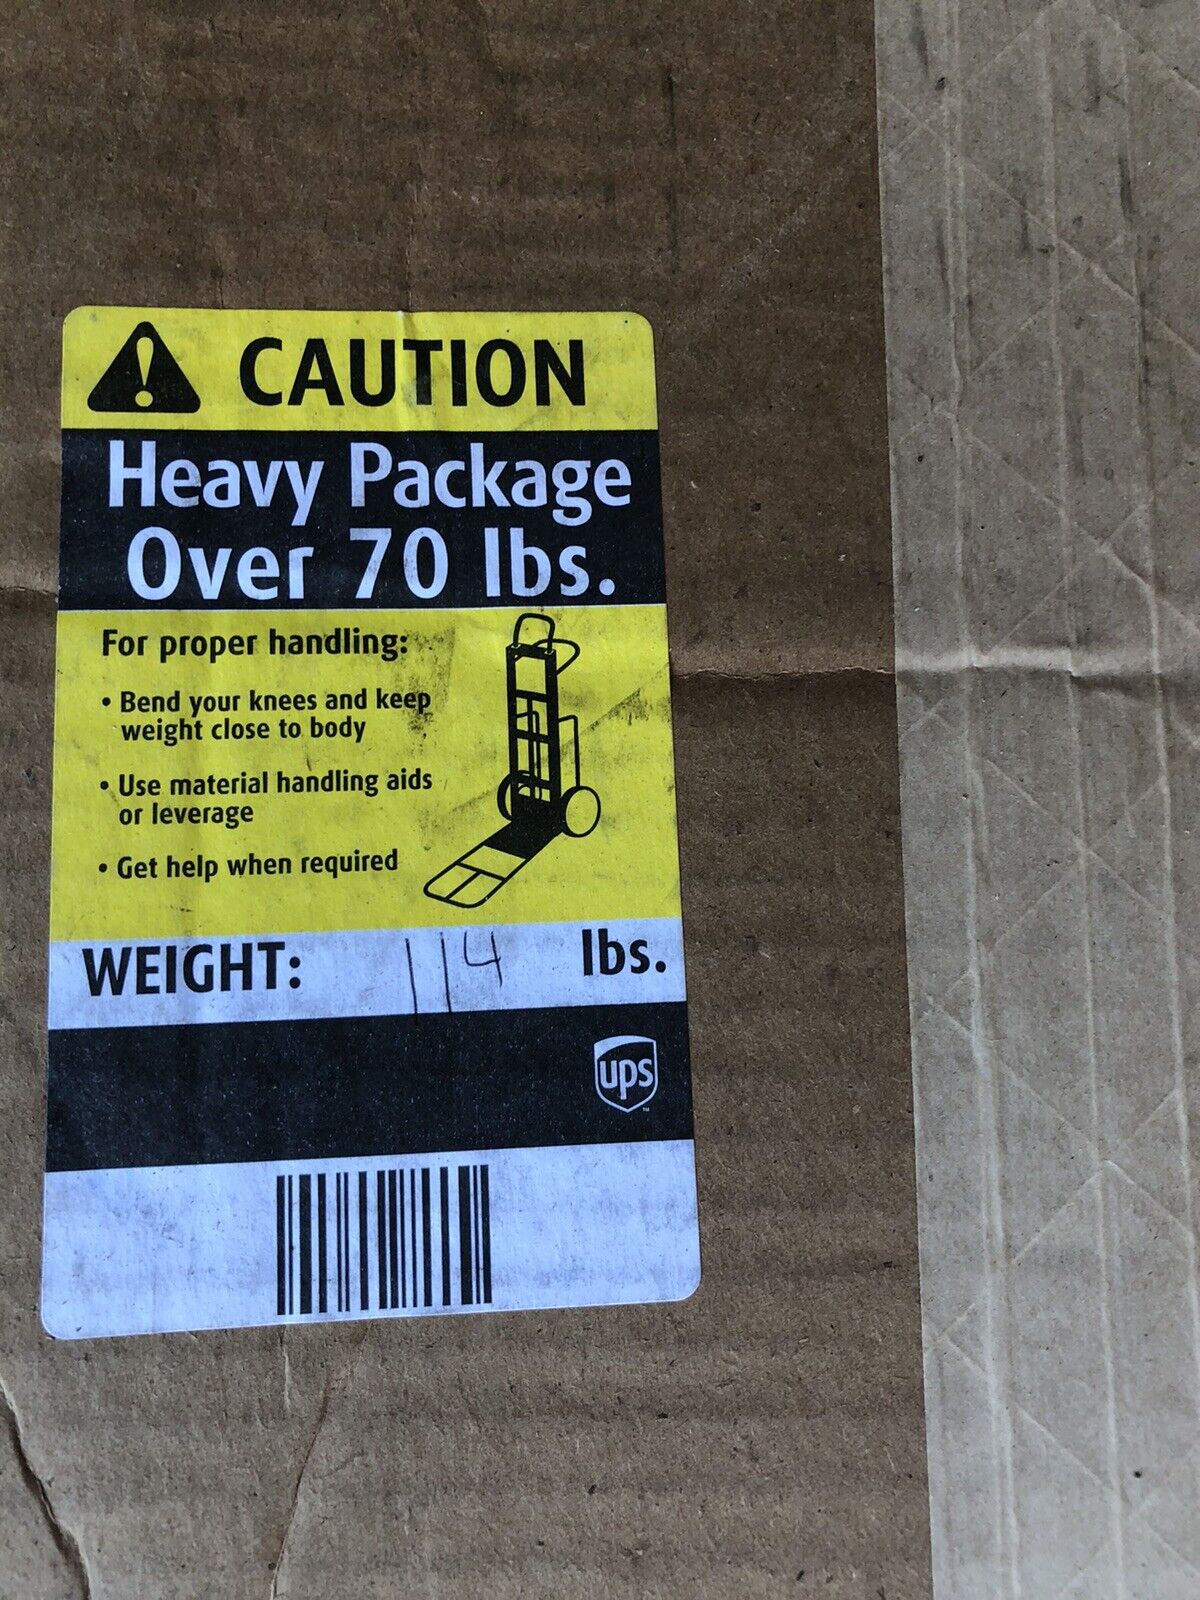 CAUTION
Heavy Package
Over 70 lbs.
For proper handling:
• Bend your knees and keep
weight close to body
• Use material handling aids
or leverage
• Get help when required
WEIGHT: 114 lbs.
ups